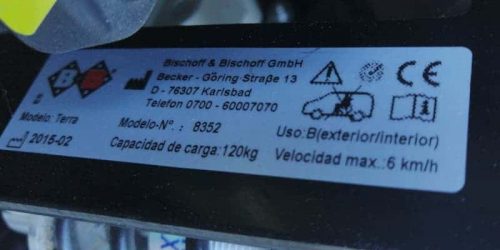 Bischoff & Bischoff GmbH
Becker - Göring-Straße 13
D - 76307 Karlsbad
Telefon 0700 - 60007070
B B
Modelo: Terra
Modelo-Nº. : 8352
2015-02
Capacidad de carga:120kg
Uso:B(exterior/interior)
Velocidad max.:6 km/h
CE